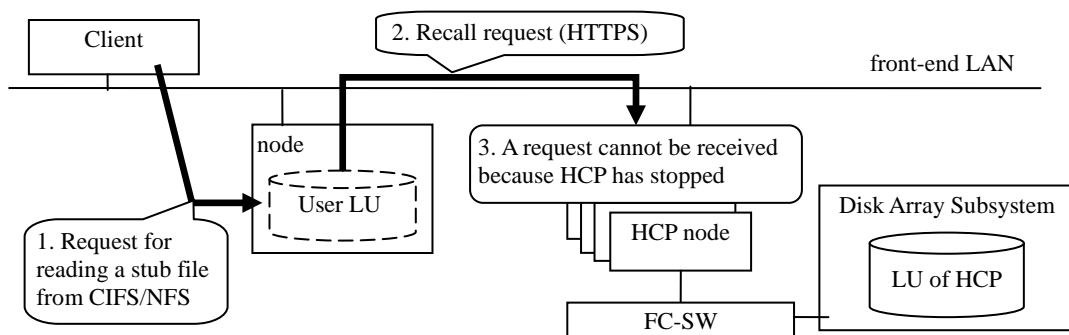 Client
2. Recall request (HTTPS)
front-end LAN
node
User LU
3. A request cannot be received
because HCP has stopped
1. Request for
reading a stub file
from CIFS/NFS
HCP node
Disk Array Subsystem
LU of HCP
FC-SW